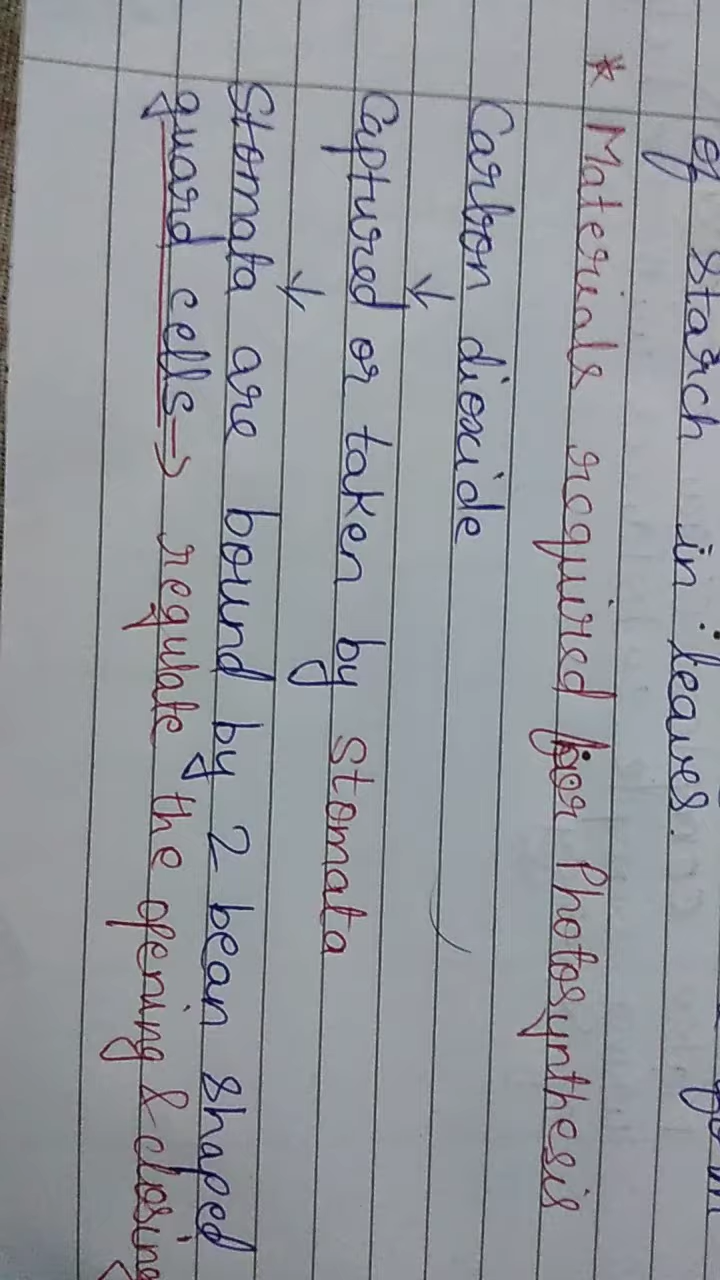 of starch in leaves.
* Materials required for Photosynthesis
Carbon dioxide
↓
Captured or taken by stomata
↓
Stomata are bound by 2 bean shaped
guard cells → regulate the opening & closing